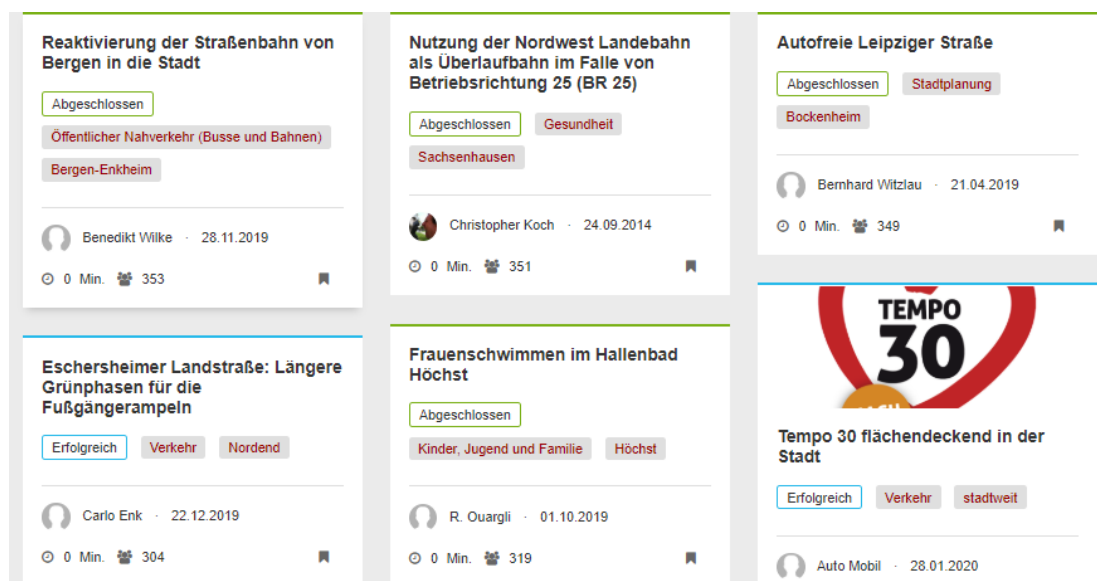 Reaktivierung der Straßenbahn von
Bergen in die Stadt
Abgeschlossen
Öffentlicher Nahverkehr (Busse und Bahnen)
Bergen-Enkheim
Benedikt Wilke · 28.11.2019
0 Min. 353
Eschersheimer Landstraße: Längere
Grünphasen für die
Fußgängerampeln
Erfolgreich Verkehr Nordend
Carlo Enk · 22.12.2019
0 Min. 304
Nutzung der Nordwest Landebahn
als Überlaufbahn im Falle von
Betriebsrichtung 25 (BR 25)
Abgeschlossen Gesundheit
Sachsenhausen
Christopher Koch · 24.09.2014
0 Min. 351
Frauenschwimmen im Hallenbad
Höchst
Abgeschlossen
Kinder, Jugend und Familie Höchst
R. Ouargli · 01.10.2019
0 Min. 319
Autofreie Leipziger Straße
Abgeschlossen Stadtplanung
Bockenheim
Bernhard Witzlau · 21.04.2019
0 Min. 349
TEMPO
30
Tempo 30 flächendeckend in der
Stadt
Erfolgreich Verkehr stadtweit
Auto Mobil · 28.01.2020